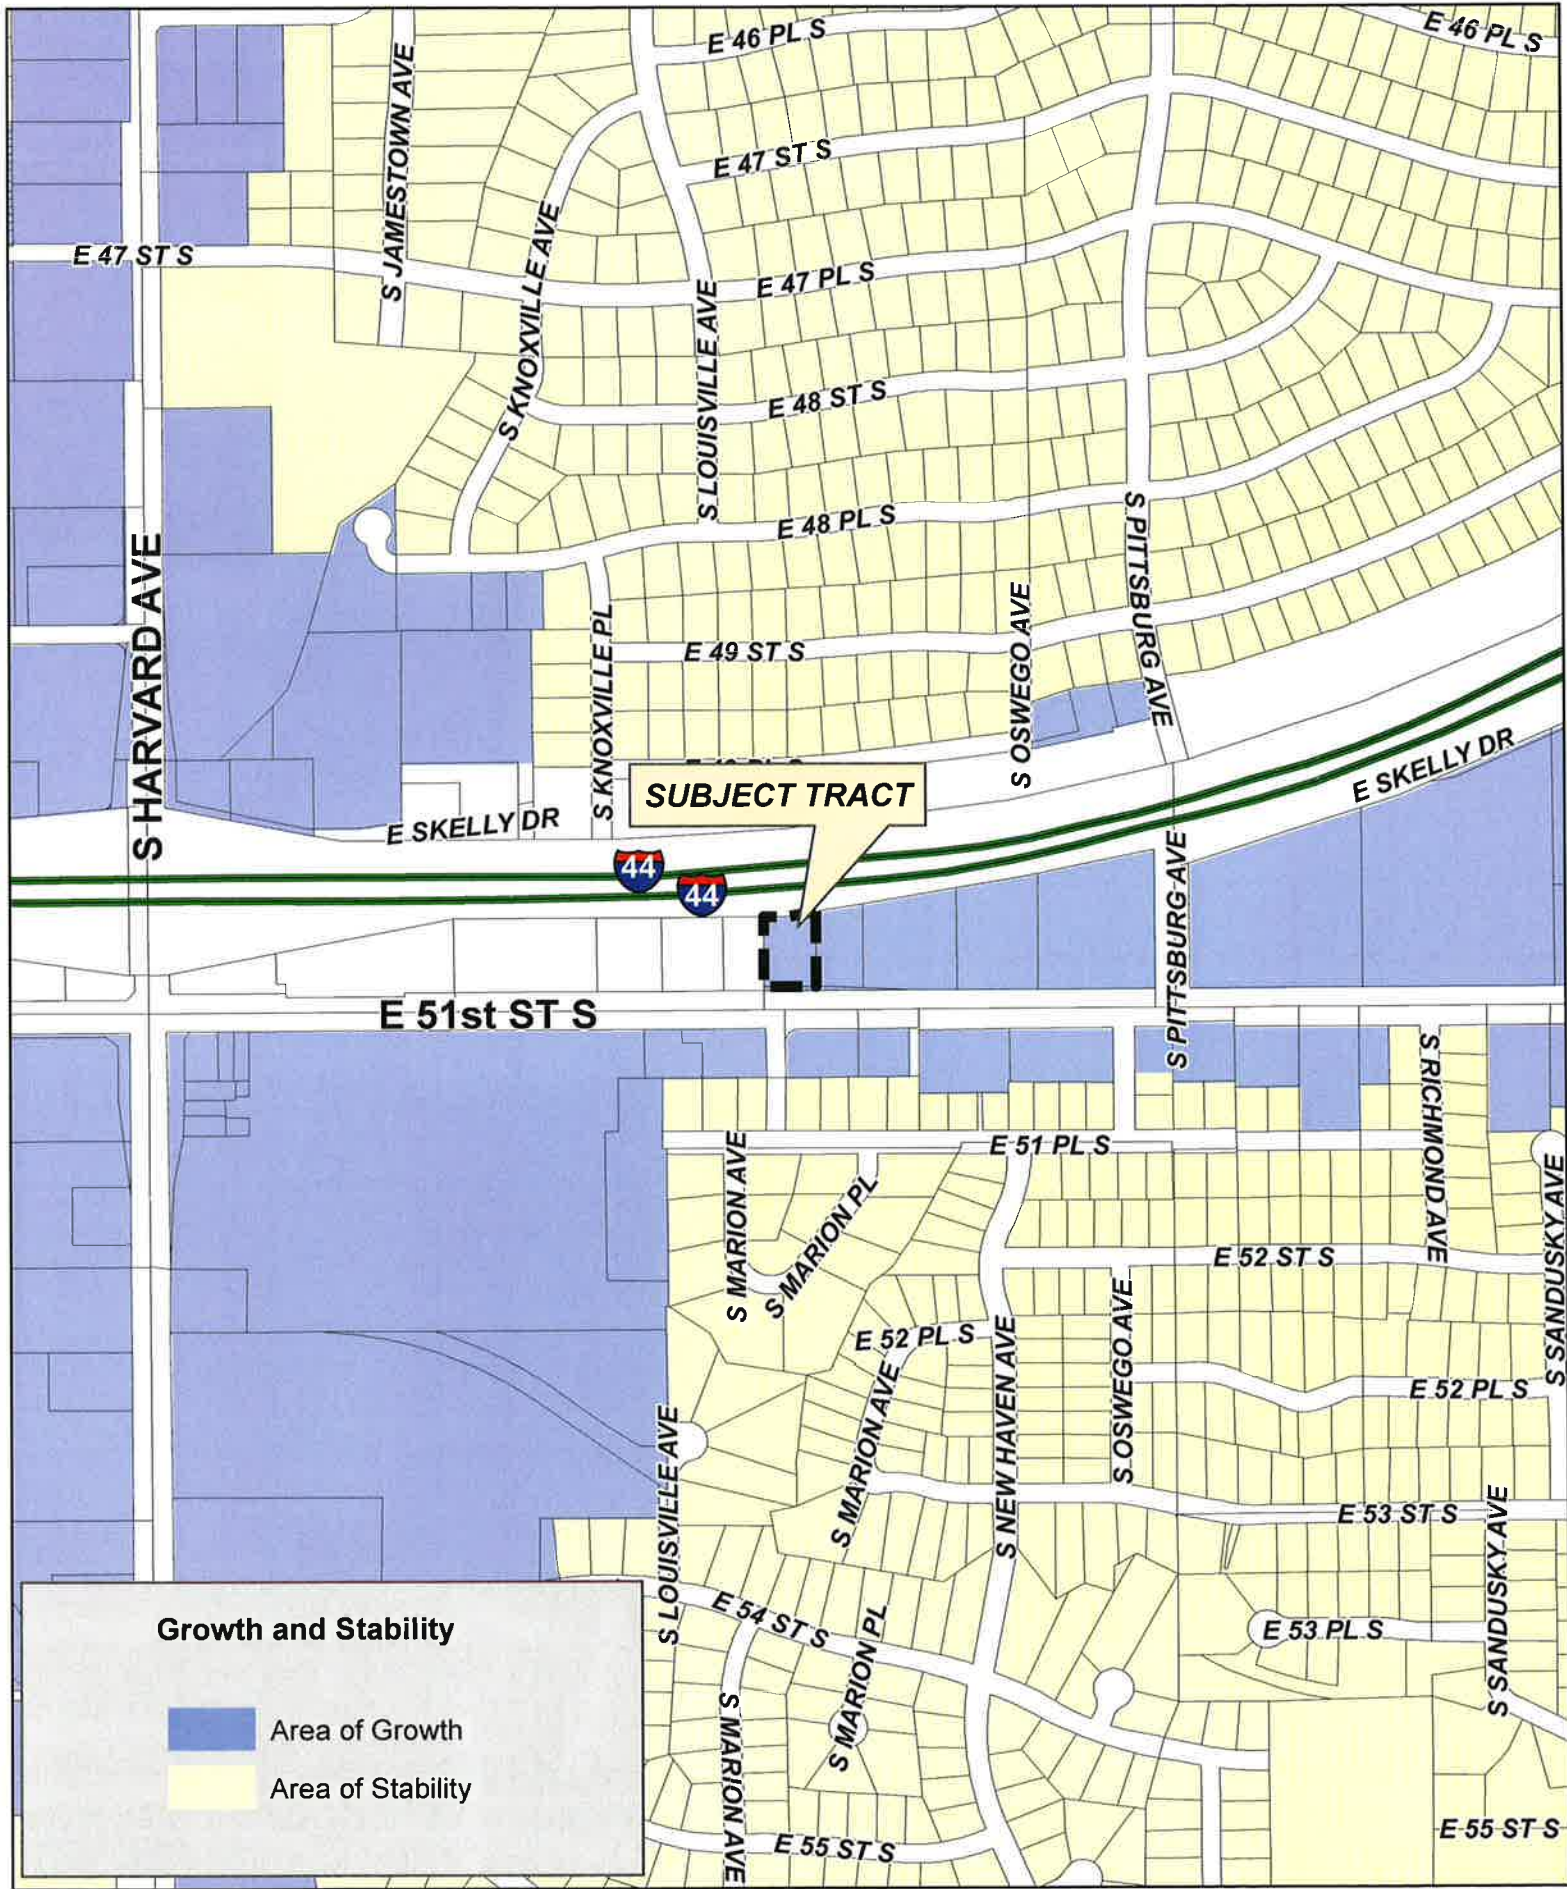 E 46 PL S
E 46 PL S
S JAMESTOWN AVE
E 47 ST S
E 47 ST S
S KNOXVILLE AVE
E 47 PL S
S LOUISVILLE AVE
E 48 ST S
E 48 PL S
S PITTSBURG AVE
S HARVARD AVE
S KNOXVILLE PL
E 49 ST S
S OSWEGO AVE
SUBJECT TRACT
E SKELLY DR
E SKELLY DR
44
44
S PITTSBURG AVE
E 51st ST S
S RICHMOND AVE
E 51 PL S
S MARION AVE
S MARION PL
S SANDUSKY AVE
E 52 ST S
S OSWEGO AVE
E 52 PL S
S NEW HAVEN AVE
S MARION AVE
E 52 PL S
S LOUISVILLE AVE
E 53 ST S
S SANDUSKY AVE
E 54 ST S
S MARION PL
E 53 PL S
S MARION AVE
E 55 ST S
E 55 ST S
Growth and Stability
Area of Growth
Area of Stability